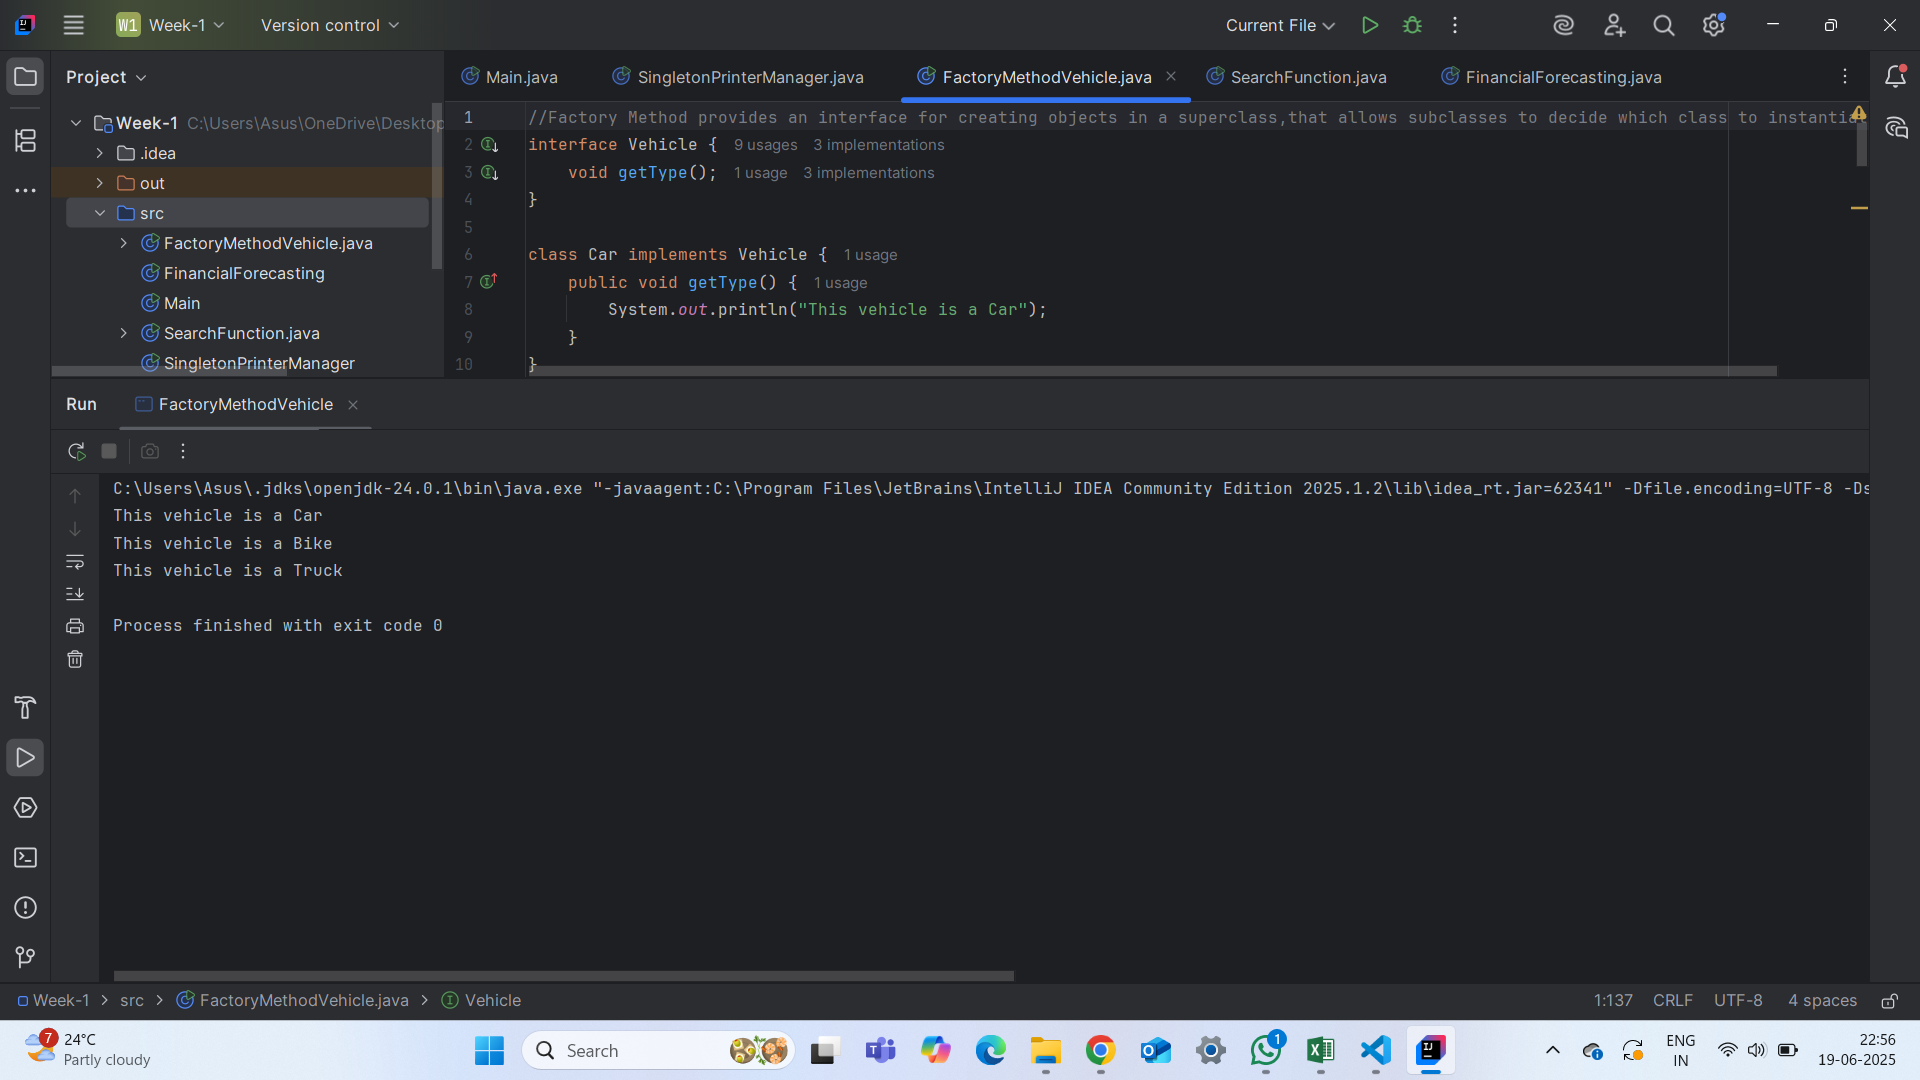 W1 Week-1 Version control Current File
Project
Main.java SingletonPrinterManager.java FactoryMethodVehicle.java SearchFunction.java FinancialForecasting.java
Week-1 C:\Users\Asus\OneDrive\Desktop
.idea
out
src
FactoryMethodVehicle.java
FinancialForecasting
Main
SearchFunction.java
SingletonPrinterManager
1 //Factory Method provides an interface for creating objects in a superclass,that allows subclasses to decide which class to instantia
2 interface Vehicle { 9 usages 3 implementations
3 void getType(); 1 usage 3 implementations
4 }
5
6 class Car implements Vehicle { 1 usage
7 public void getType() { 1 usage
8 System.out.println("This vehicle is a Car");
9 }
10 }
Run FactoryMethodVehicle
C:\Users\Asus\.jdks\openjdk-24.0.1\bin\java.exe "-javaagent:C:\Program Files\JetBrains\IntelliJ IDEA Community Edition 2025.1.2\lib\idea_rt.jar=62341" -Dfile.encoding=UTF-8 -Ds
This vehicle is a Car
This vehicle is a Bike
This vehicle is a Truck
Process finished with exit code 0
Week-1 src FactoryMethodVehicle.java Vehicle 1:137 CRLF UTF-8 4 spaces
7
24°C
Partly cloudy
Search
1
ENG
IN
22:56
19-06-2025